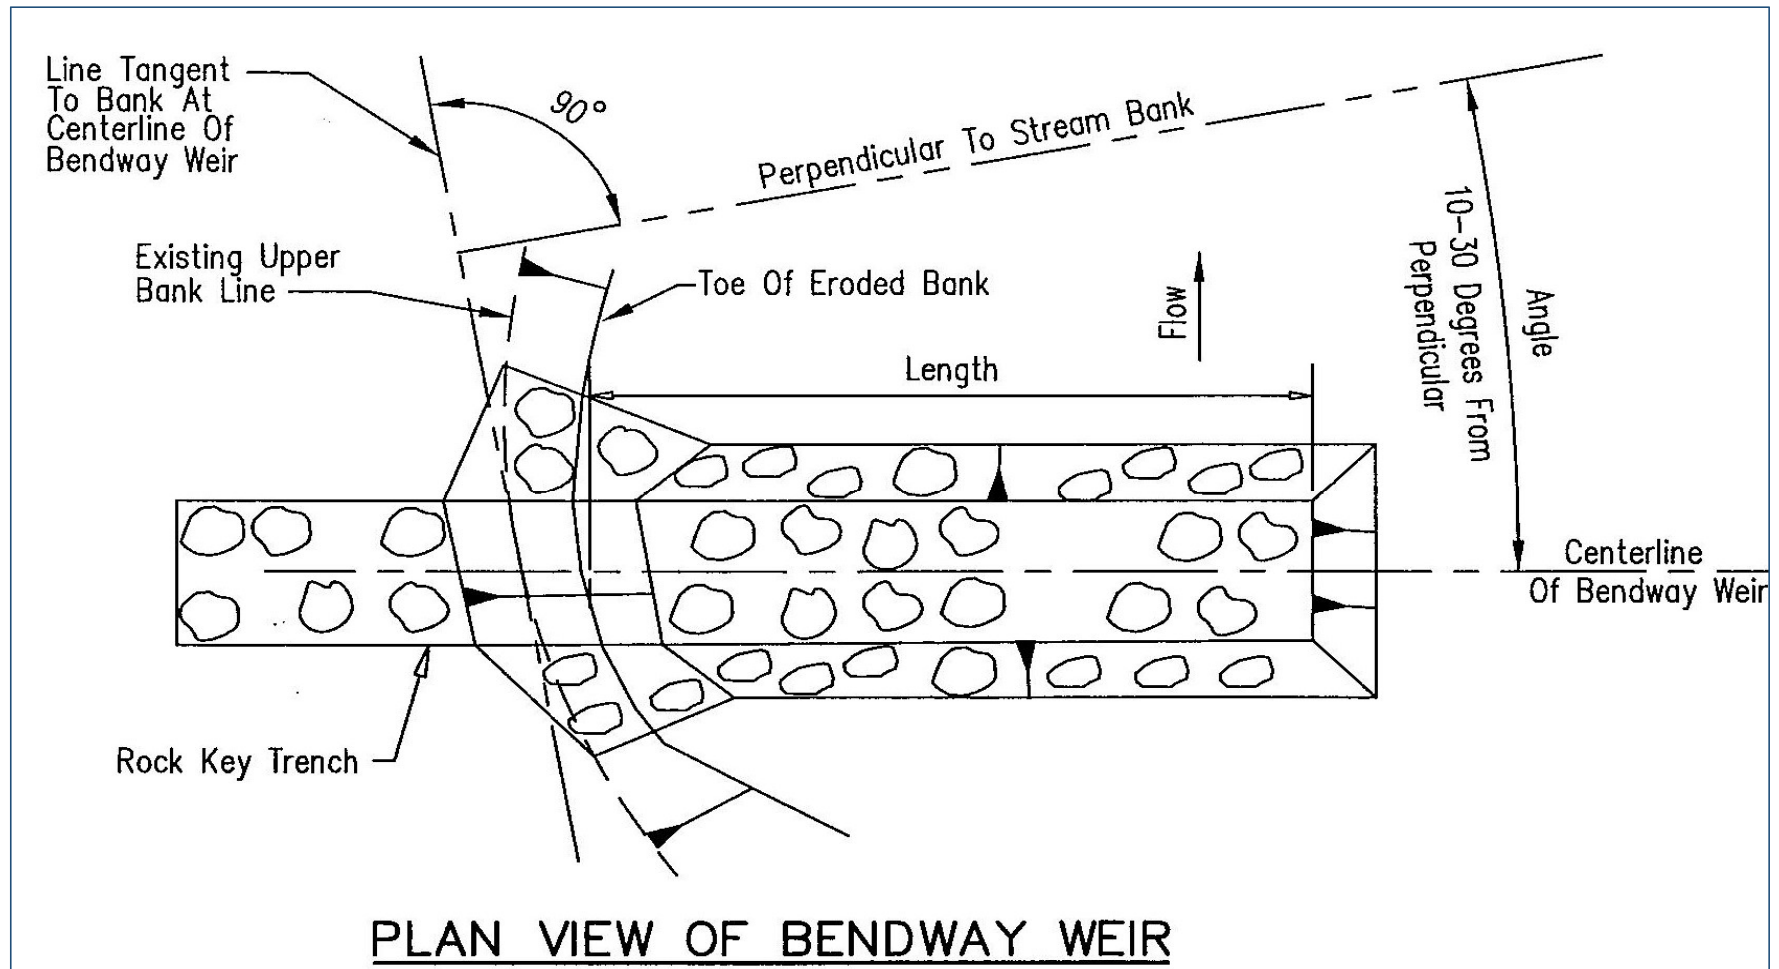 Line Tangent
To Bank At
Centerline Of
Bendway Weir
90°
Perpendicular To Stream Bank
Existing Upper
Bank Line
Toe Of Eroded Bank
Flow
Length
Angle
10-30 Degrees From
Perpendicular
Centerline
Of Bendway Weir
Rock Key Trench
PLAN VIEW OF BENDWAY WEIR